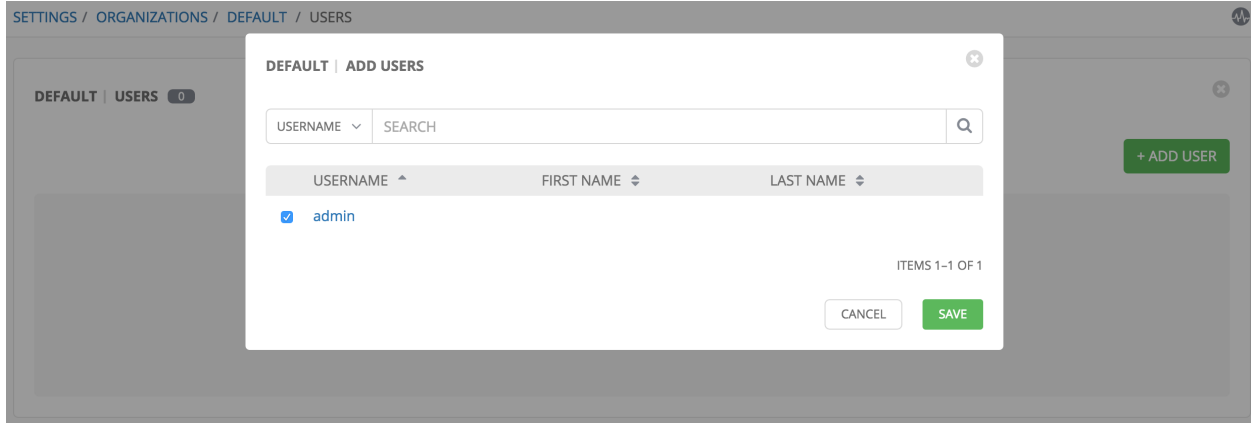 SETTINGS / ORGANIZATIONS / DEFAULT / USERS
DEFAULT | USERS 0
+ ADD USER
DEFAULT | ADD USERS
USERNAME SEARCH
USERNAME FIRST NAME LAST NAME
admin
ITEMS 1–1 OF 1
CANCEL SAVE